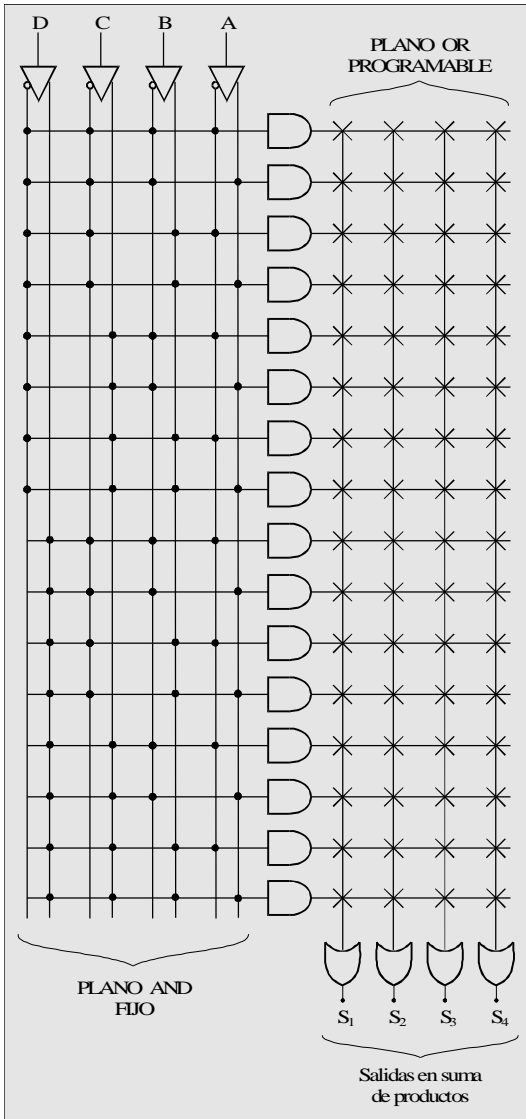 D C B A
PLANO OR
PROGRAMABLE
PLANO AND
FIJO
S₁ S₂ S₃ S₄
Salidas en suma
de productos